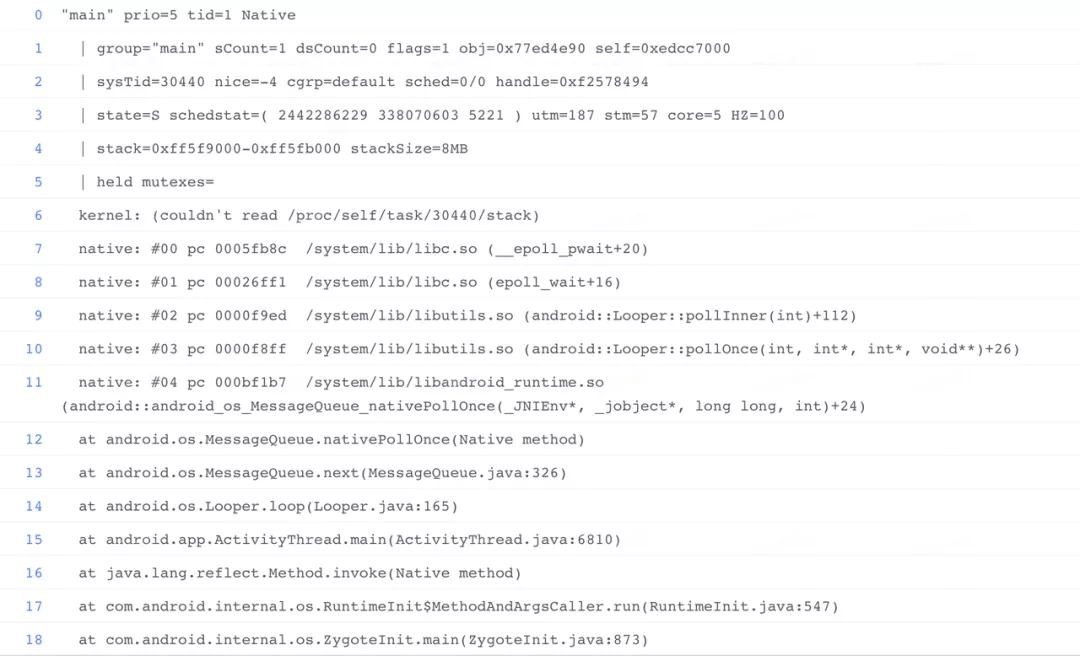 0 "main" prio=5 tid=1 Native
1 | group="main" sCount=1 dsCount=0 flags=1 obj=0x77ed4e90 self=0xedcc7000
2 | sysTid=30440 nice=-4 cgrp=default sched=0/0 handle=0xf2578494
3 | state=S schedstat=( 2442286229 338070603 5221 ) utm=187 stm=57 core=5 HZ=100
4 | stack=0xff5f9000-0xff5fb000 stackSize=8MB
5 | held mutexes=
6 kernel: (couldn't read /proc/self/task/30440/stack)
7 native: #00 pc 0005fb8c /system/lib/libc.so (__epoll_pwait+20)
8 native: #01 pc 00026ff1 /system/lib/libc.so (epoll_wait+16)
9 native: #02 pc 0000f9ed /system/lib/libutils.so (android::Looper::pollInner(int)+112)
10 native: #03 pc 0000f8ff /system/lib/libutils.so (android::Looper::pollOnce(int, int*, int*, void**)+26)
11 native: #04 pc 000bf1b7 /system/lib/libandroid_runtime.so
(android::android_os_MessageQueue_nativePollOnce(_JNIEnv*, _jobject*, long long, int)+24)
12 at android.os.MessageQueue.nativePollOnce(Native method)
13 at android.os.MessageQueue.next(MessageQueue.java:326)
14 at android.os.Looper.loop(Looper.java:165)
15 at android.app.ActivityThread.main(ActivityThread.java:6810)
16 at java.lang.reflect.Method.invoke(Native method)
17 at com.android.internal.os.RuntimeInit$MethodAndArgsCaller.run(RuntimeInit.java:547)
18 at com.android.internal.os.ZygoteInit.main(ZygoteInit.java:873)